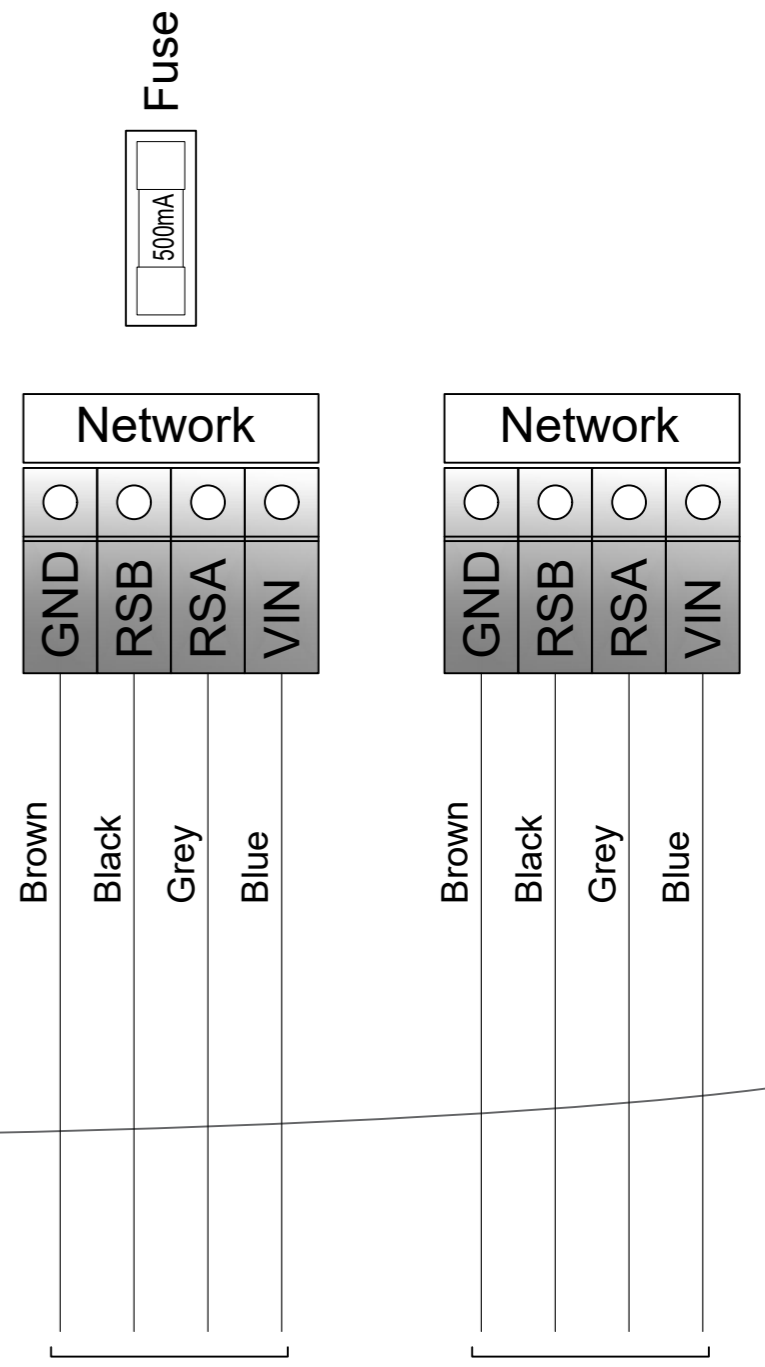 Fuse
500mA
Network
GND RSB RSA VIN
Brown Black Grey Blue
Network
GND RSB RSA VIN
Brown Black Grey Blue